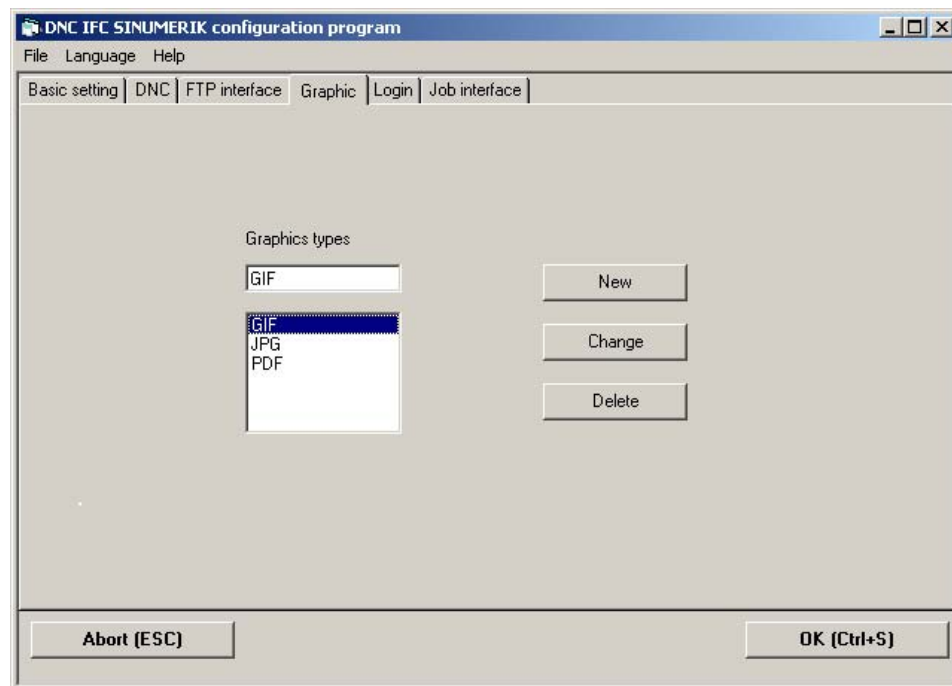 DNC IFC SINUMERIK configuration program
File Language Help
Basic setting DNC FTP interface Graphic Login Job interface
Graphics types
GIF
New
GIF
JPG
PDF
Change
Delete
Abort (ESC) OK (Ctrl+S)